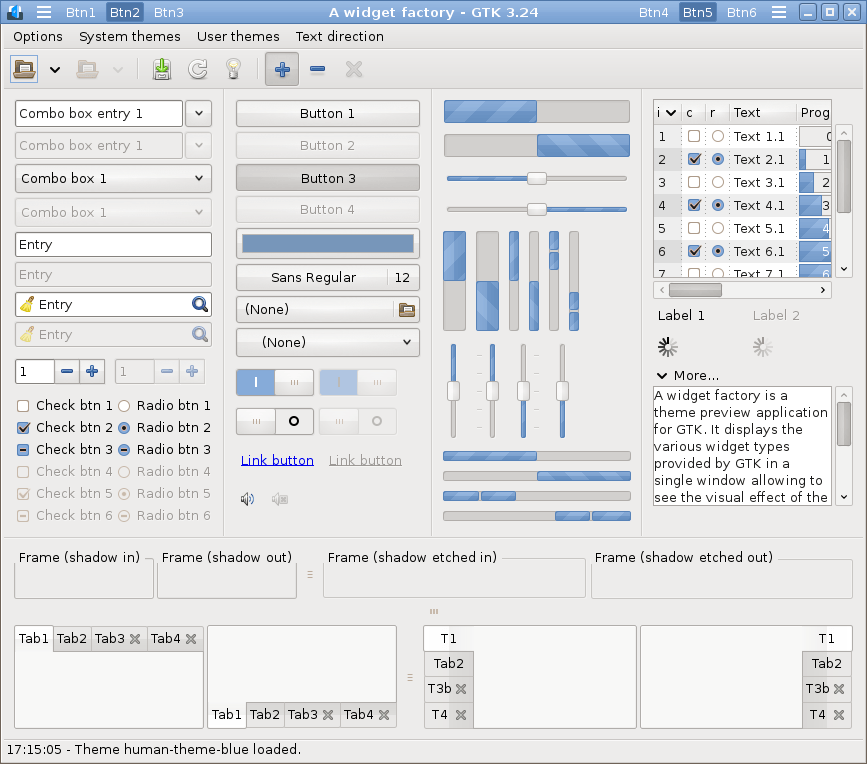 Btn1 Btn2 Btn3 A widget factory - GTK 3.24 Btn4 Btn5 Btn6
Options System themes User themes Text direction
Combo box entry 1
Combo box entry 1
Combo box 1
Combo box 1
Entry
Entry
Entry
Entry
1 1
Check btn 1 Radio btn 1
Check btn 2 Radio btn 2
Check btn 3 Radio btn 3
Check btn 4 Radio btn 4
Check btn 5 Radio btn 5
Check btn 6 Radio btn 6
Button 1
Button 2
Button 3
Button 4
Sans Regular 12
(None)
(None)
Link button Link button
i c r Text Prog
1 Text 1.1 0
2 Text 2.1 1
3 Text 3.1 2
4 Text 4.1 3
5 Text 5.1 4
6 Text 6.1 5
7 Text 7.1 6
Label 1 Label 2
More...
A widget factory is a
theme preview application
for GTK. It displays the
various widget types
provided by GTK in a
single window allowing to
see the visual effect of the
Frame (shadow in) Frame (shadow out) Frame (shadow etched in) Frame (shadow etched out)
Tab1 Tab2 Tab3 Tab4
Tab1 Tab2 Tab3 Tab4
T1
Tab2
T3b
T4
T1
Tab2
T3b
T4
17:15:05 - Theme human-theme-blue loaded.